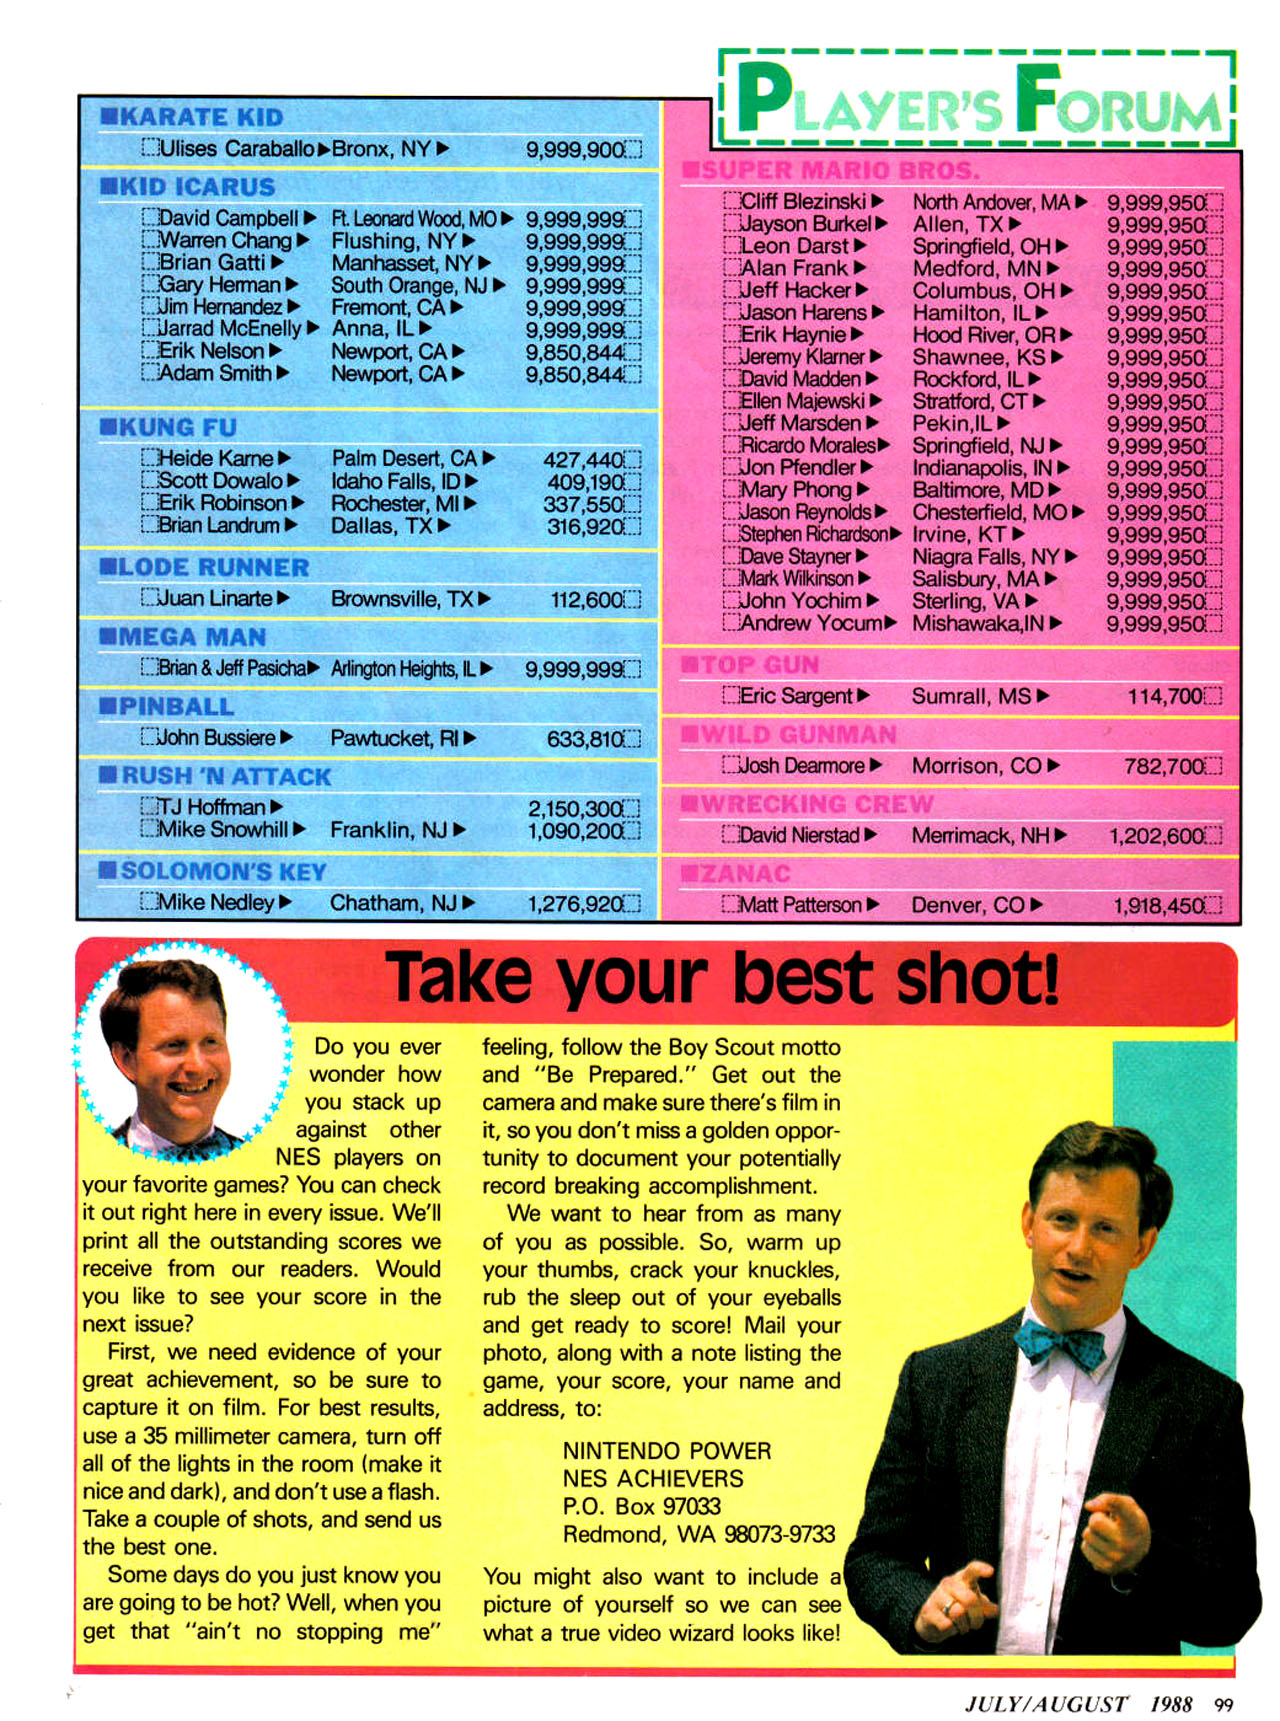 PLAYER'S FORUM
■KARATE KID
Ulises Caraballo▶ Bronx, NY▶ 9,999,900
■KID ICARUS
David Campbell▶ Ft. Leonard Wood, MO▶ 9,999,999
Warren Chang▶ Flushing, NY▶ 9,999,999
Brian Gatti▶ Manhasset, NY▶ 9,999,999
Gary Herman▶ South Orange, NJ▶ 9,999,999
Jim Hernandez▶ Fremont, CA▶ 9,999,999
Jarrad McEnelly▶ Anna, IL▶ 9,999,999
Erik Nelson▶ Newport, CA▶ 9,850,844
Adam Smith▶ Newport, CA▶ 9,850,844
■KUNG FU
Heide Karne▶ Palm Desert, CA▶ 427,440
Scott Dowalo▶ Idaho Falls, ID▶ 409,190
Erik Robinson▶ Rochester, MI▶ 337,550
Brian Landrum▶ Dallas, TX▶ 316,920
■LODE RUNNER
Juan Linarte▶ Brownsville, TX▶ 112,600
■MEGA MAN
Brian & Jeff Pasicha▶ Arlington Heights, IL▶ 9,999,999
■PINBALL
John Bussiere▶ Pawtucket, RI▶ 633,810
■RUSH 'N ATTACK
TJ Hoffman▶ 2,150,300
Mike Snowhill▶ Franklin, NJ▶ 1,090,200
■SOLOMON'S KEY
Mike Nedley▶ Chatham, NJ▶ 1,276,920
■SUPER MARIO BROS.
Cliff Blezinski▶ North Andover, MA▶ 9,999,950
Jayson Burkel▶ Allen, TX▶ 9,999,950
Leon Darst▶ Springfield, OH▶ 9,999,950
Alan Frank▶ Medford, MN▶ 9,999,950
Jeff Hacker▶ Columbus, OH▶ 9,999,950
Jason Harens▶ Hamilton, IL▶ 9,999,950
Erik Haynie▶ Hood River, OR▶ 9,999,950
Jeremy Klarner▶ Shawnee, KS▶ 9,999,950
David Madden▶ Rockford, IL▶ 9,999,950
Ellen Majewski▶ Stratford, CT▶ 9,999,950
Jeff Marsden▶ Pekin,IL▶ 9,999,950
Ricardo Morales▶ Springfield, NJ▶ 9,999,950
Jon Pfendler▶ Indianapolis, IN▶ 9,999,950
Mary Phong▶ Baltimore, MD▶ 9,999,950
Jason Reynolds▶ Chesterfield, MO▶ 9,999,950
Stephen Richardson▶ Irvine, KT▶ 9,999,950
Dave Stayner▶ Niagra Falls, NY▶ 9,999,950
Mark Wilkinson▶ Salisbury, MA▶ 9,999,950
John Yochim▶ Sterling, VA▶ 9,999,950
Andrew Yocum▶ Mishawaka,IN▶ 9,999,950
■TOP GUN
Eric Sargent▶ Sumrall, MS▶ 114,700
■WILD GUNMAN
Josh Dearmore▶ Morrison, CO▶ 782,700
■WRECKING CREW
David Nierstad▶ Merrimack, NH▶ 1,202,600
■ZANAC
Matt Patterson▶ Denver, CO▶ 1,918,450
Take your best shot!
Do you ever
wonder how
you stack up
against other
NES players on
your favorite games? You can check
it out right here in every issue. We'll
print all the outstanding scores we
receive from our readers. Would
you like to see your score in the
next issue?
First, we need evidence of your
great achievement, so be sure to
capture it on film. For best results,
use a 35 millimeter camera, turn off
all of the lights in the room (make it
nice and dark), and don't use a flash.
Take a couple of shots, and send us
the best one.
Some days do you just know you
are going to be hot? Well, when you
get that "ain't no stopping me"
feeling, follow the Boy Scout motto
and "Be Prepared." Get out the
camera and make sure there's film in
it, so you don't miss a golden oppor-
tunity to document your potentially
record breaking accomplishment.
We want to hear from as many
of you as possible. So, warm up
your thumbs, crack your knuckles,
rub the sleep out of your eyeballs
and get ready to score! Mail your
photo, along with a note listing the
game, your score, your name and
address, to:
NINTENDO POWER
NES ACHIEVERS
P.O. Box 97033
Redmond, WA 98073-9733
You might also want to include a
picture of yourself so we can see
what a true video wizard looks like!
JULY/AUGUST 1988 99